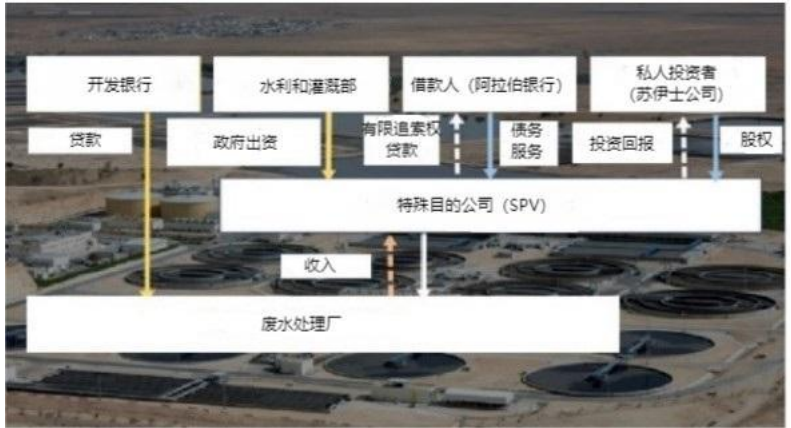 开发银行
水利和灌溉部
借款人（阿拉伯银行）
私人投资者
(苏伊士公司)
贷款
政府出资
有限追索权
贷款
债务
服务
投资回报
股权
特殊目的公司（SPV）
收入
废水处理厂